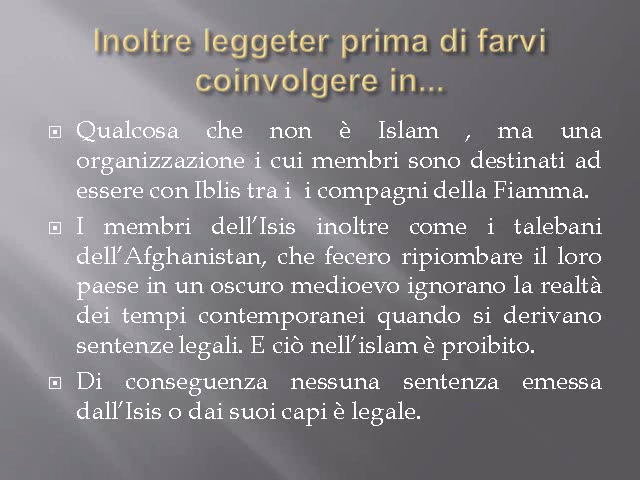 Inoltre leggeter prima di farvi
coinvolgere in...
Qualcosa che non è Islam , ma una
organizzazione i cui membri sono destinati ad
essere con Iblis tra i i compagni della Fiamma.
I membri dell'Isis inoltre come i talebani
dell'Afghanistan, che fecero ripiombare il loro
paese in un oscuro medioevo ignorano la realtà
dei tempi contemporanei quando si derivano
sentenze legali. E ciò nell'islam è proibito.
Di conseguenza nessuna sentenza emessa
dall'Isis o dai suoi capi è legale.